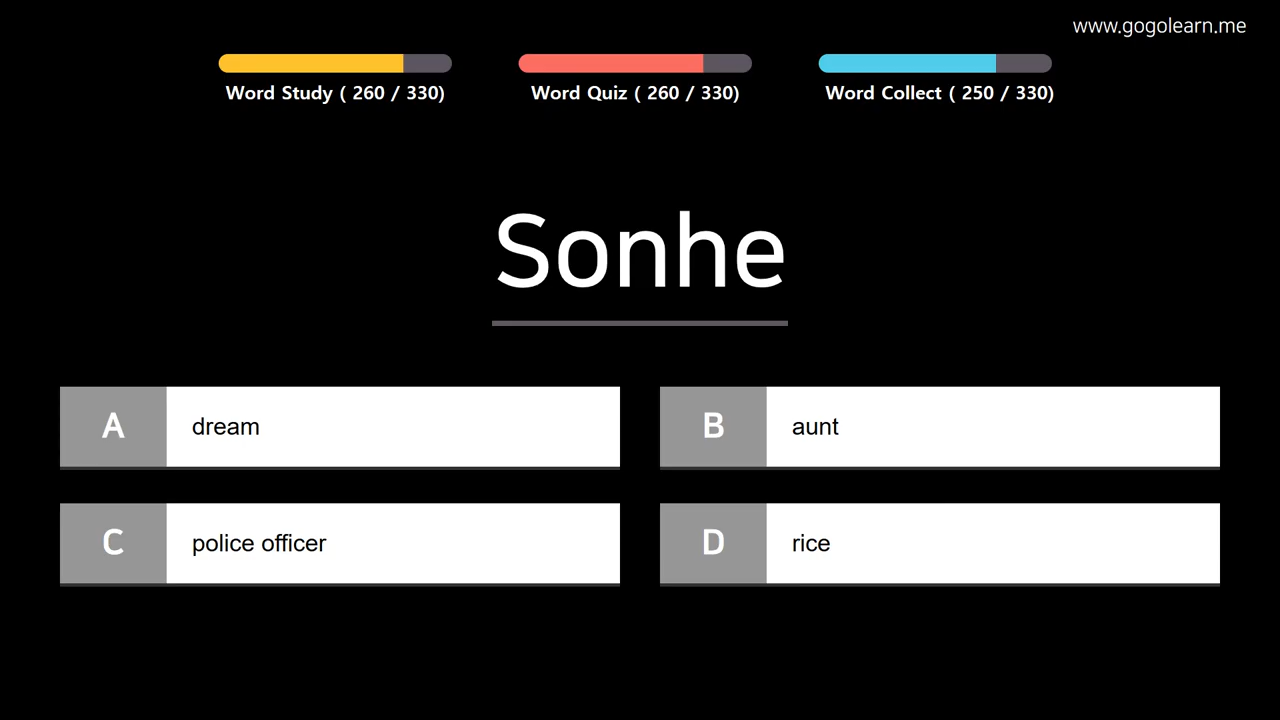 www.gogolearn.me
Word Study ( 260 / 330)
Word Quiz ( 260 / 330)
Word Collect ( 250 / 330)
Sonhe
A dream
B aunt
C police officer
D rice